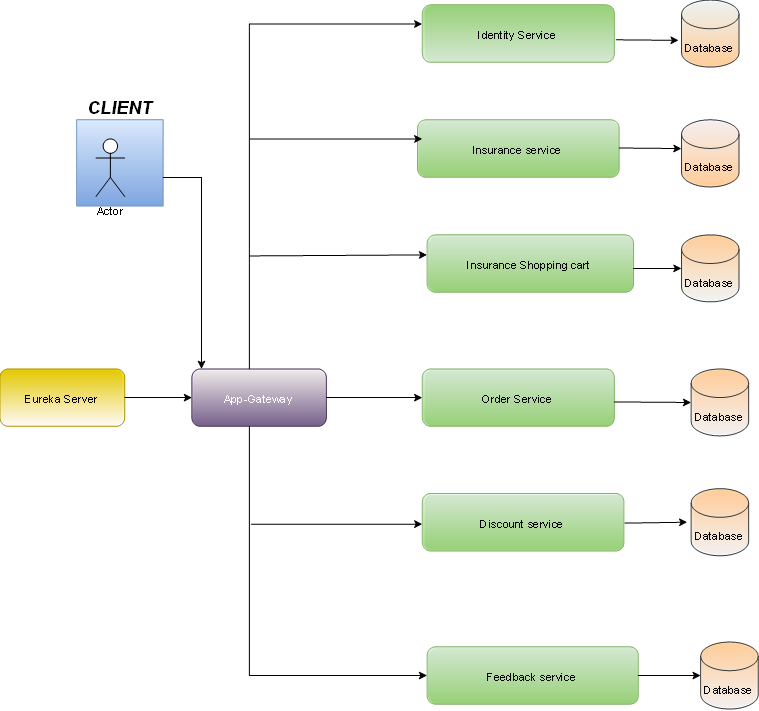 Identity Service
Database
CLIENT
Actor
Insurance service
Database
Insurance Shopping cart
Database
Eureka Server
App-Gateway
Order Service
Database
Discount service
Database
Feedback service
Database